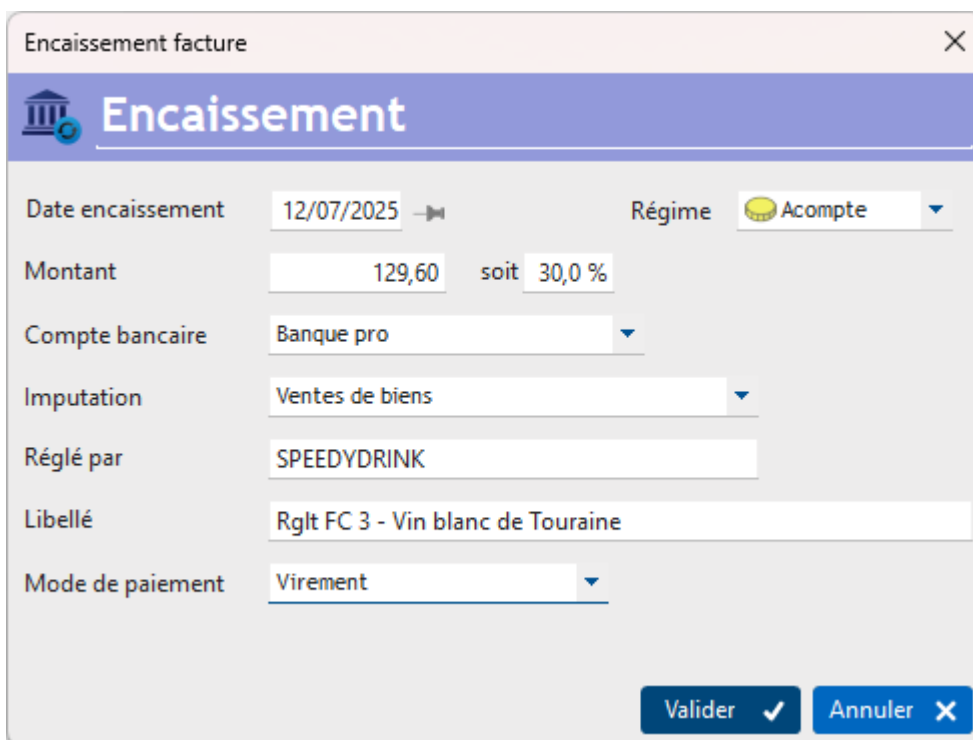 Encaissement facture
Encaissement
Date encaissement 12/07/2025 Régime Acompte
Montant 129,60 soit 30,0 %
Compte bancaire Banque pro
Imputation Ventes de biens
Réglé par SPEEDYDRINK
Libellé Rglt FC 3 - Vin blanc de Touraine
Mode de paiement Virement
Valider Annuler